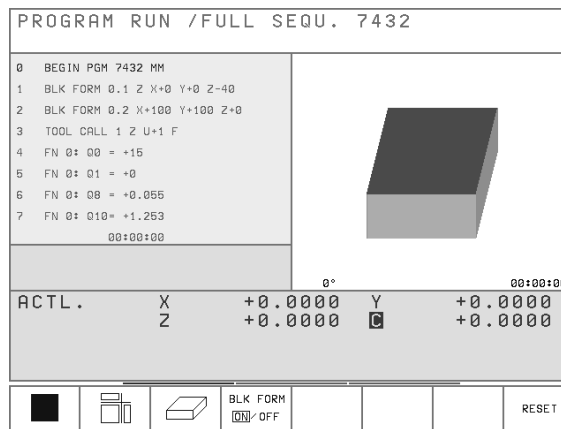 PROGRAM RUN /FULL SEQU. 7432
0 BEGIN PGM 7432 MM
1 BLK FORM 0.1 Z X+0 Y+0 Z-40
2 BLK FORM 0.2 X+100 Y+100 Z+0
3 TOOL CALL 1 Z U+1 F
4 FN 0: Q0 = +15
5 FN 0: Q1 = +0
6 FN 0: Q8 = +0.055
7 FN 0: Q10= +1.253
00:00:00
0° 00:00:0
ACTL. X +0.0000 Y +0.0000
Z +0.0000 C +0.0000
BLK FORM
ON / OFF
RESET